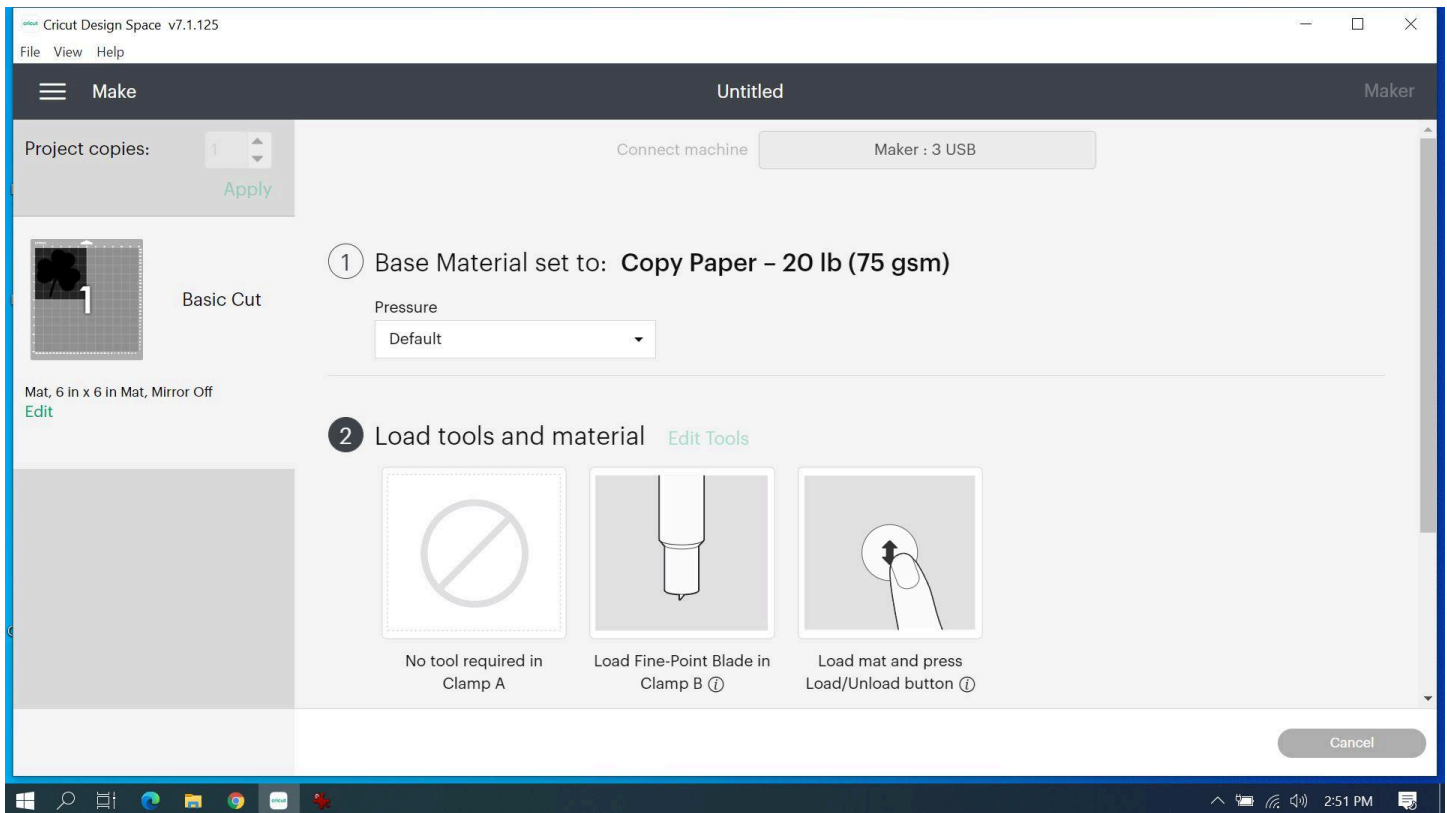 cricut Cricut Design Space v7.1.125
File View Help
Make Untitled Maker
Project copies: 1
Apply
Connect machine Maker : 3 USB
1 Basic Cut
Mat, 6 in x 6 in Mat, Mirror Off
Edit
1 Base Material set to: Copy Paper – 20 lb (75 gsm)
Pressure
Default
2 Load tools and material Edit Tools
No tool required in
Clamp A
Load Fine-Point Blade in
Clamp B i
Load mat and press
Load/Unload button i
Cancel
cricut
2:51 PM